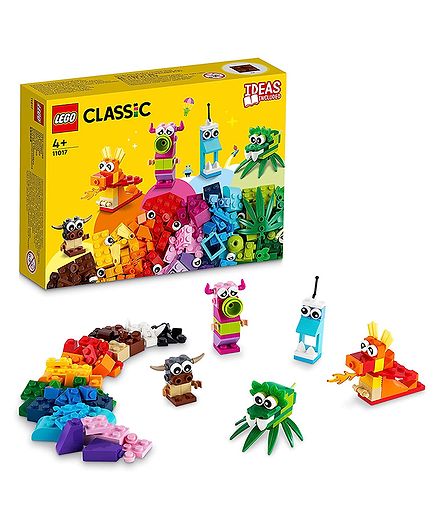 LEGO
CLASSIC
IDEAS
INCLUDED
4+
11017